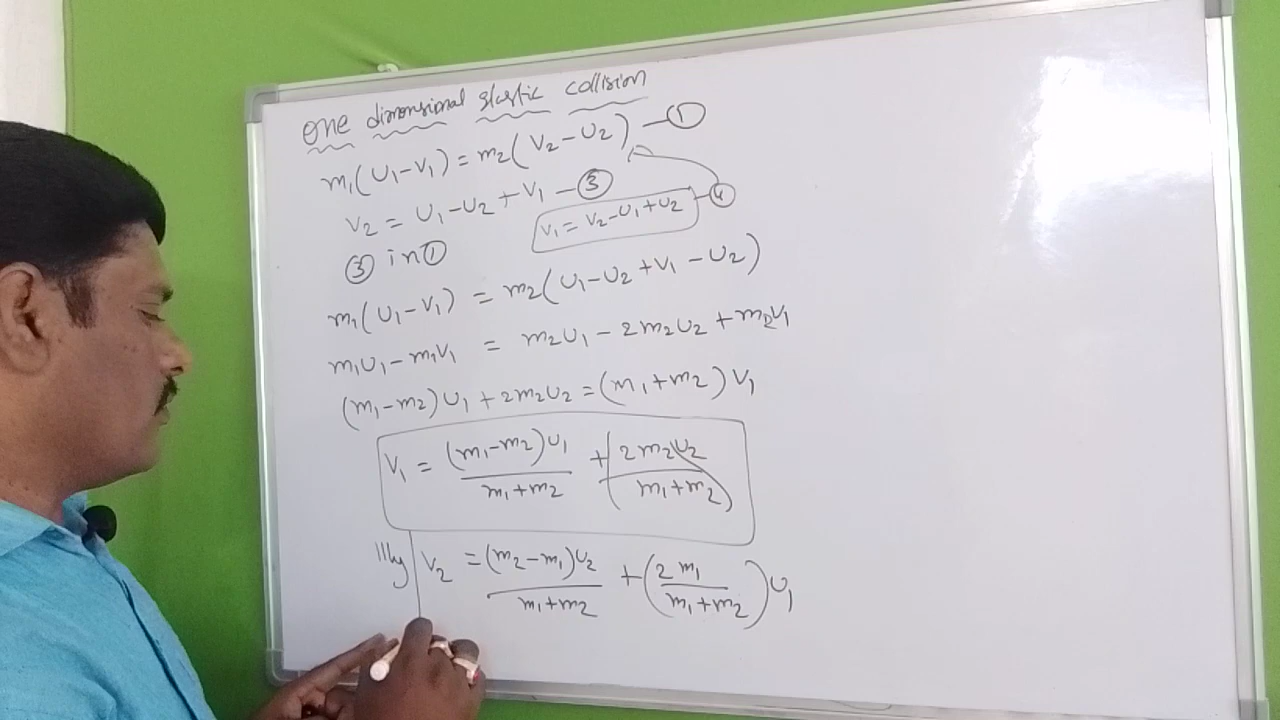 One dimensional elastic collision
m₁(U₁-V₁) = m₂(V₂-U₂) —①
V₂ = U₁-U₂+V₁ —③
V₁ = V₂-U₁+U₂ —④
③ in ①
m₁(U₁-V₁) = m₂(U₁-U₂+V₁-U₂)
m₁U₁-m₁V₁ = m₂U₁-2m₂U₂+m₂V₁
(m₁-m₂)U₁+2m₂U₂=(m₁+m₂)V₁
V₁ = (m₁-m₂)U₁/m₁+m₂ + (2m₂U₂/m₁+m₂)
Illy V₂ = (m₂-m₁)U₂/m₁+m₂ + (2m₁/m₁+m₂)U₁